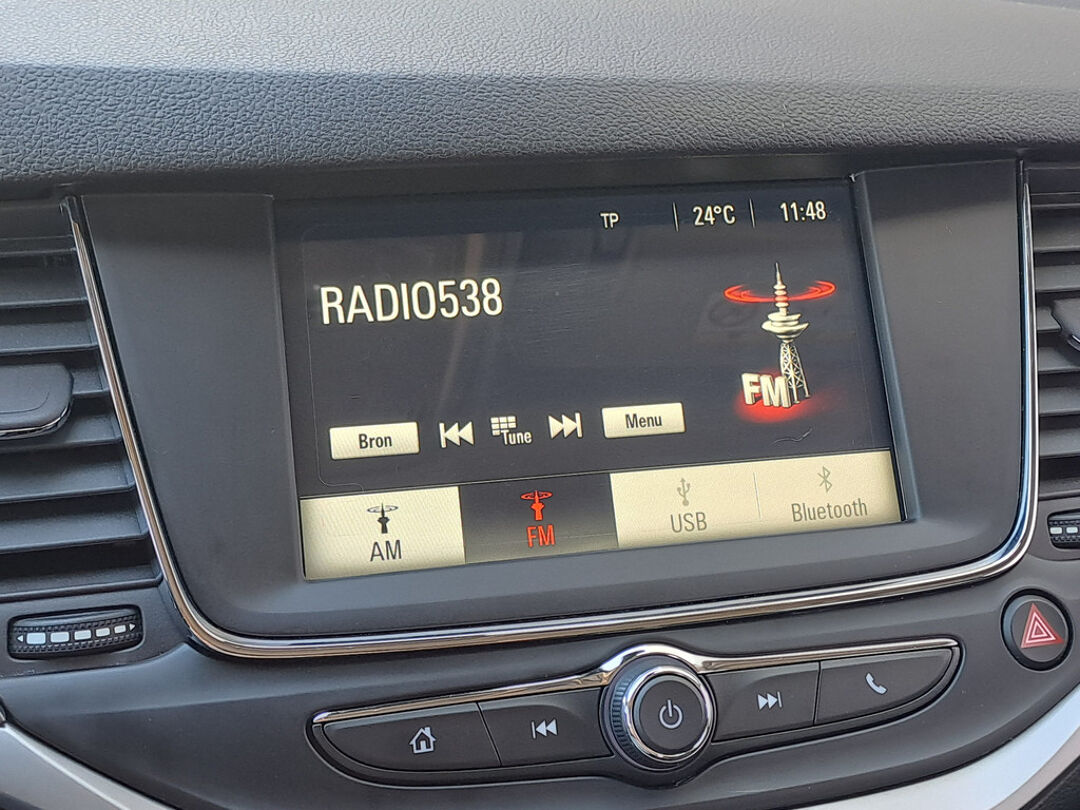 TP 24°C 11:48
RADIO538
FM
Bron Tune Menu
AM FM USB Bluetooth